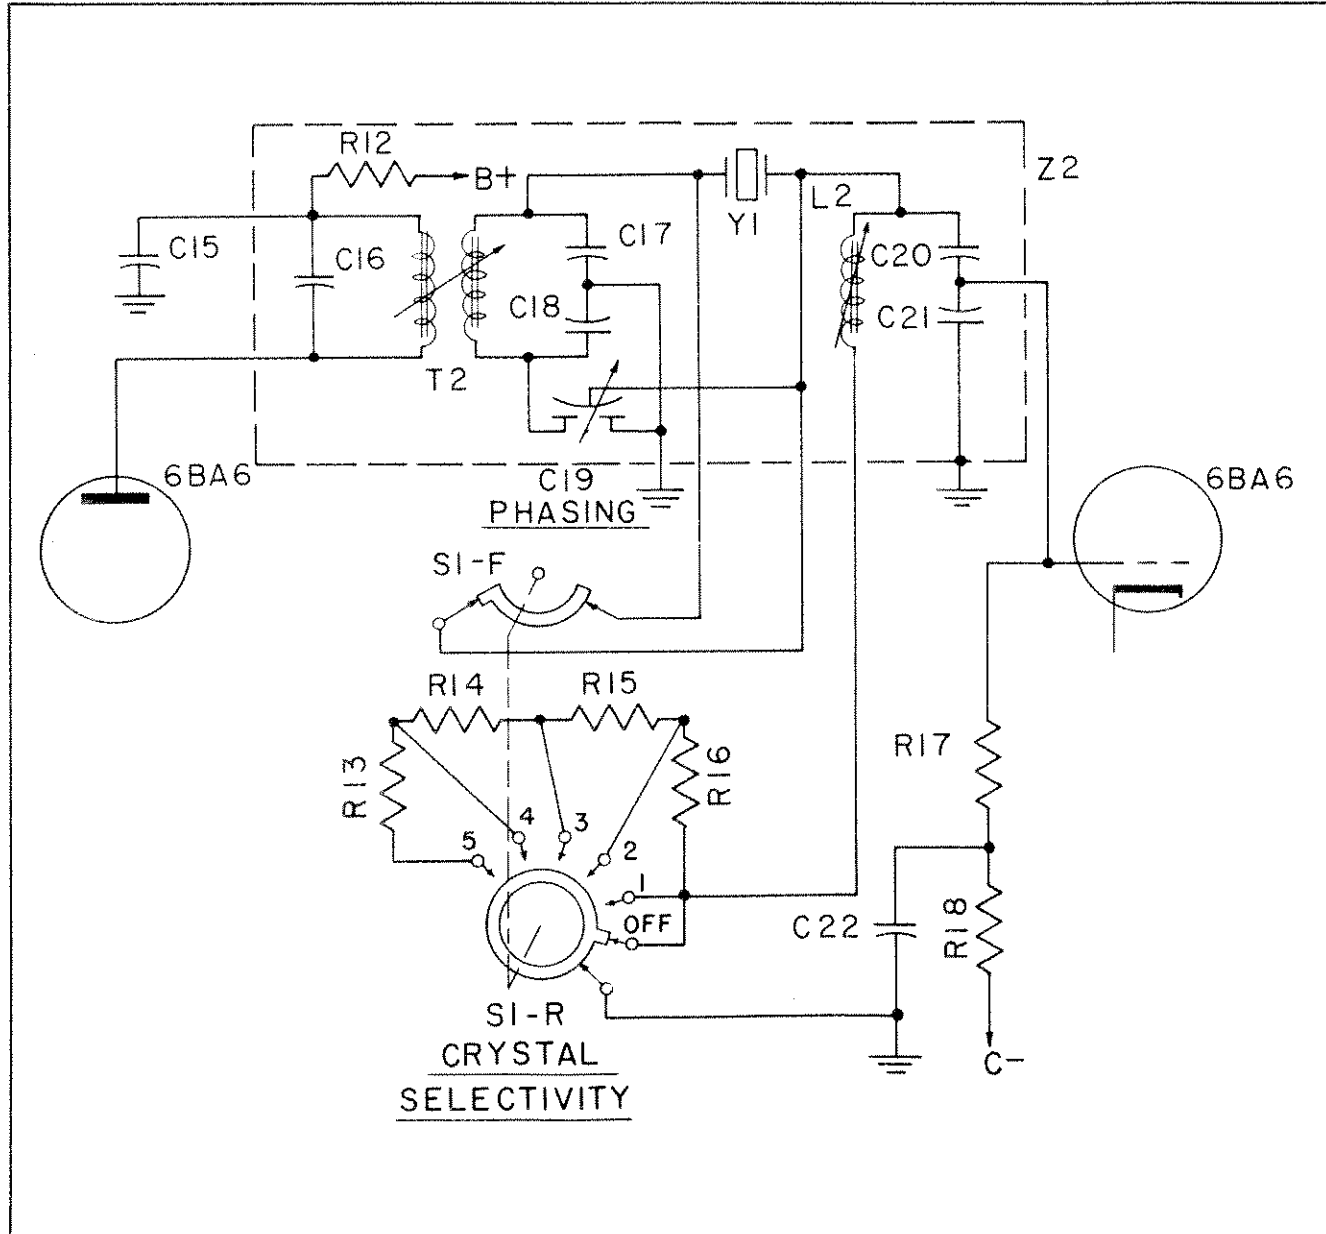 R12
B+
Z2
C15
C16
C17
Y1
L2
C20
C18
C21
T2
6BA6
C19
PHASING
6BA6
S1-F
R14
R15
R13
R16
R17
5
4
3
2
1
OFF
C22
R18
S1-R
C-
CRYSTAL
SELECTIVITY